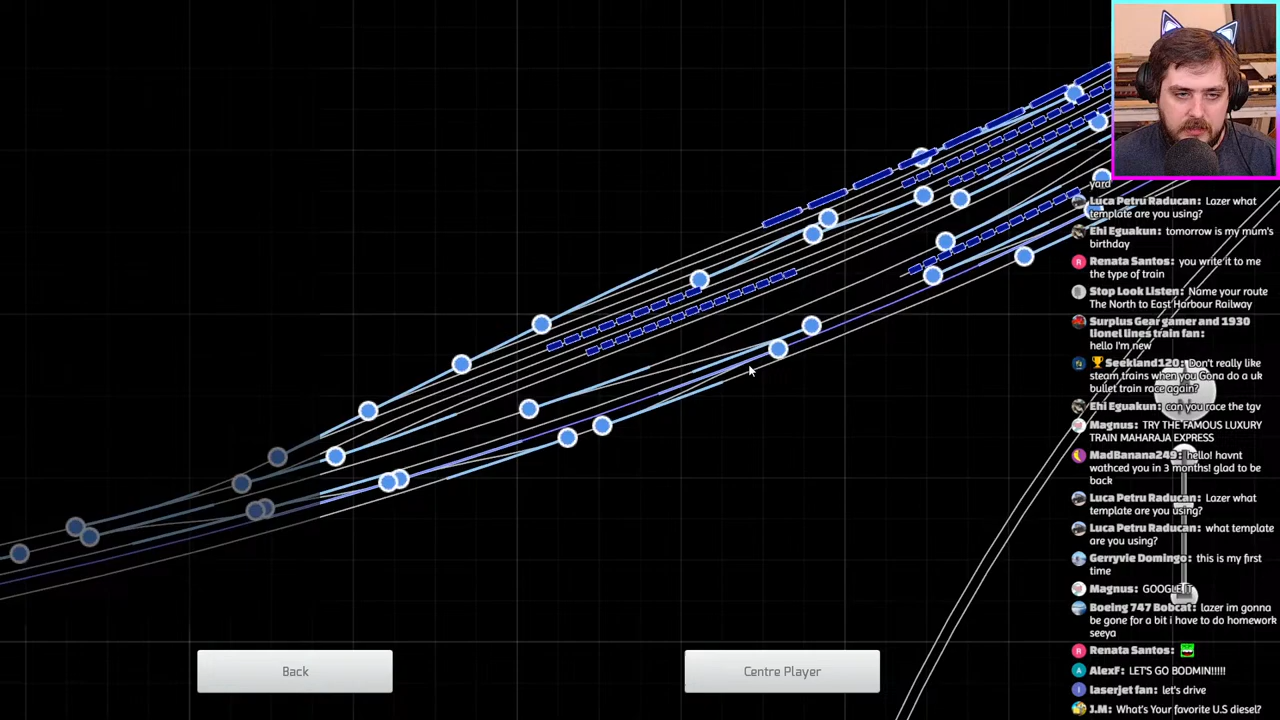 yard
Luca Petru Raducan: Lazer what
template are you using?
Ehi Eguakun: tomorrow is my mum's
birthday
Renata Santos: you write it to me
the type of train
Stop Look Listen: Name your route
The North to East Harbour Railway
Surplus Gear gamer and 1930
lionel lines train fan:
hello I'm new
Seekland120: Don't really like
steam trains when you Gona do a uk
bullet train race again?
Ehi Eguakun: can you race the tgv
Magnus: TRY THE FAMOUS LUXURY
TRAIN MAHARAJA EXPRESS
MadBanana249: hello! havnt
wathced you in 3 months! glad to be
back
Luca Petru Raducan: Lazer what
template are you using?
Luca Petru Raducan: what template
are you using?
Gerryvie Domingo: this is my first
time
Magnus: GOOGLE IT
Boeing 747 Bobcat: lazer im gonna
be gone for a bit i have to do homework
seeya
Renata Santos:
AlexF: LET'S GO BODMIN!!!!!
laserjet fan: let's drive
J.M: What's Your favorite U.S diesel?
Back
Centre Player